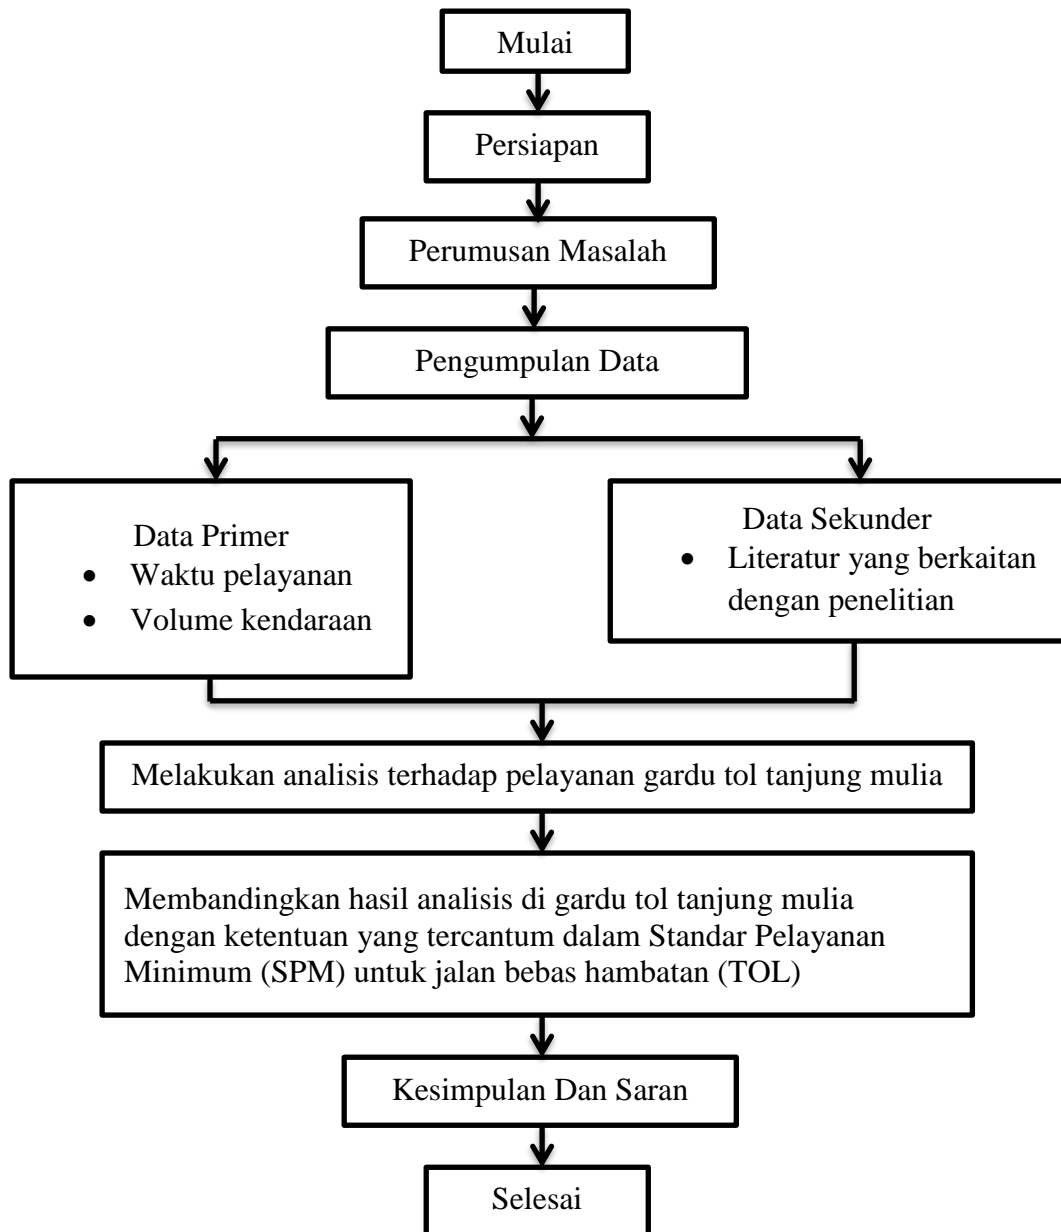 Mulai
Persiapan
Perumusan Masalah
Pengumpulan Data
Data Primer
• Waktu pelayanan
• Volume kendaraan
Data Sekunder
• Literatur yang berkaitan
dengan penelitian
Melakukan analisis terhadap pelayanan gardu tol tanjung mulia
Membandingkan hasil analisis di gardu tol tanjung mulia
dengan ketentuan yang tercantum dalam Standar Pelayanan
Minimum (SPM) untuk jalan bebas hambatan (TOL)
Kesimpulan Dan Saran
Selesai